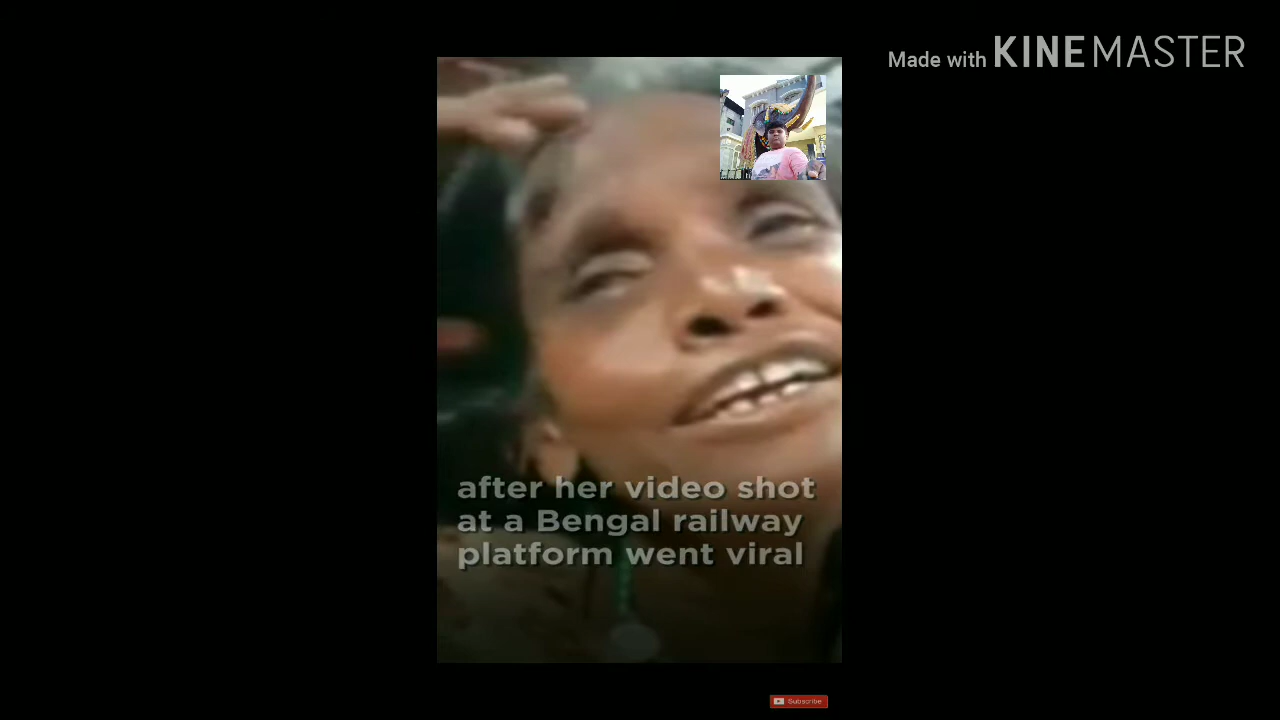 Made with KINEMASTER
after her video shot
at a Bengal railway
platform went viral
Subscribe